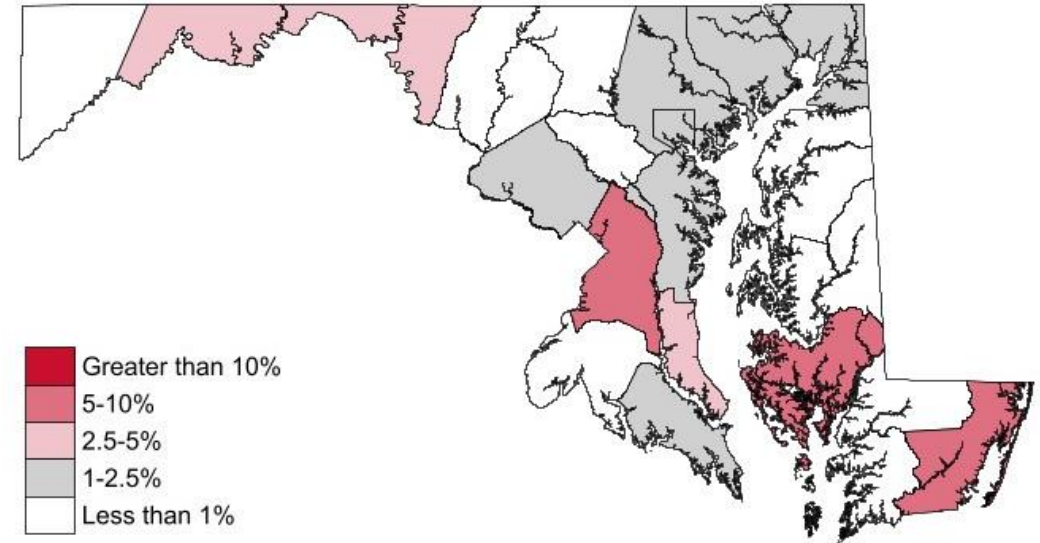 Greater than 10%
5-10%
2.5-5%
1-2.5%
Less than 1%